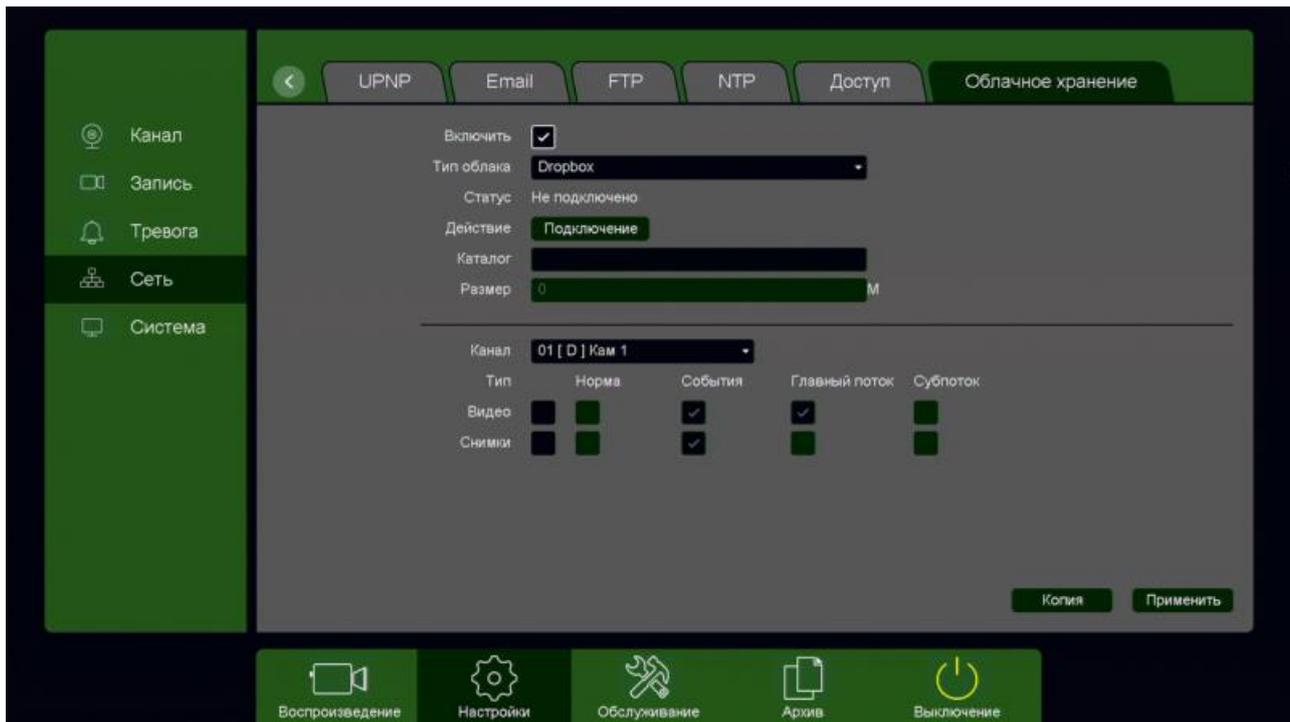 UPNP Email FTP NTP Доступ Облачное хранение
Канал
Запись
Тревога
Сеть
Система
Включить
Тип облака Dropbox
Статус Не подключено
Действие Подключение
Каталог
Размер 0 М
Канал 01 [ D ] Кам 1
Тип Норма События Главный поток Субпоток
Видео
Снимки
Копия Применить
Воспроизведение Настройки Обслуживание Архив Выключение